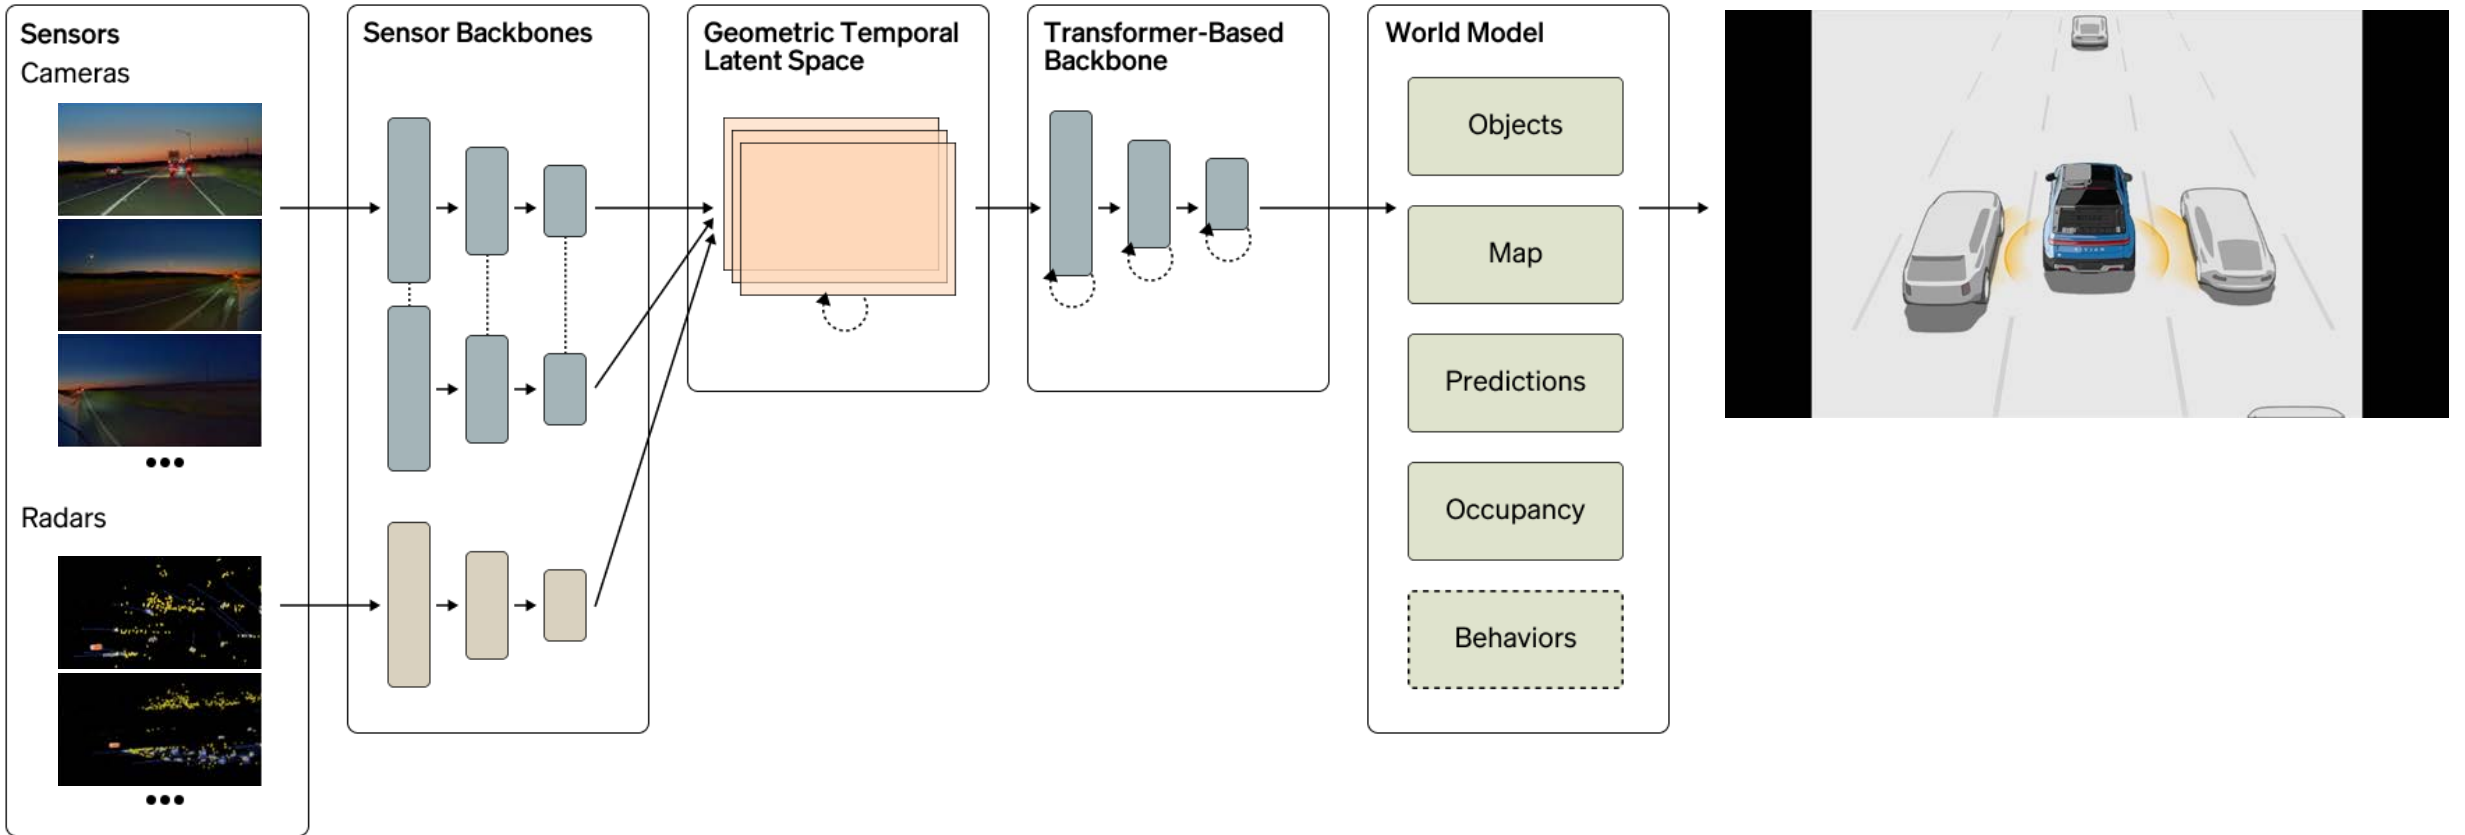 Sensors
Cameras
Radars
Sensor Backbones
Geometric Temporal
Latent Space
Transformer-Based
Backbone
World Model
Objects
Map
Predictions
Occupancy
Behaviors
RIVIAN